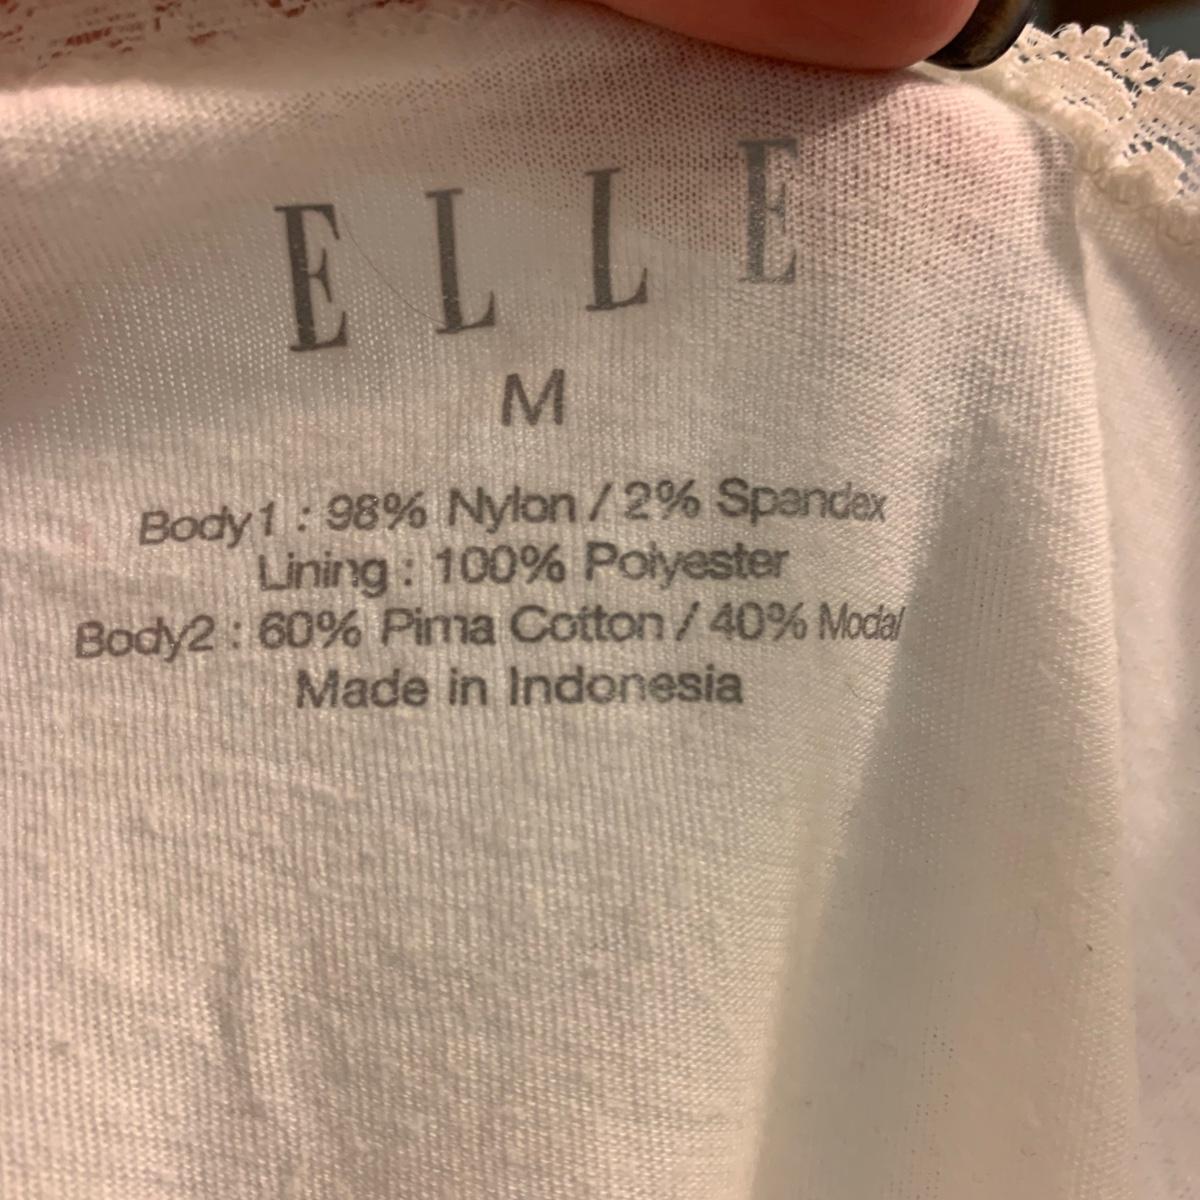 ELLE
M
Body1 : 98% Nylon / 2% Spandex
Lining : 100% Polyester
Body2 : 60% Pima Cotton / 40% Modal
Made in Indonesia